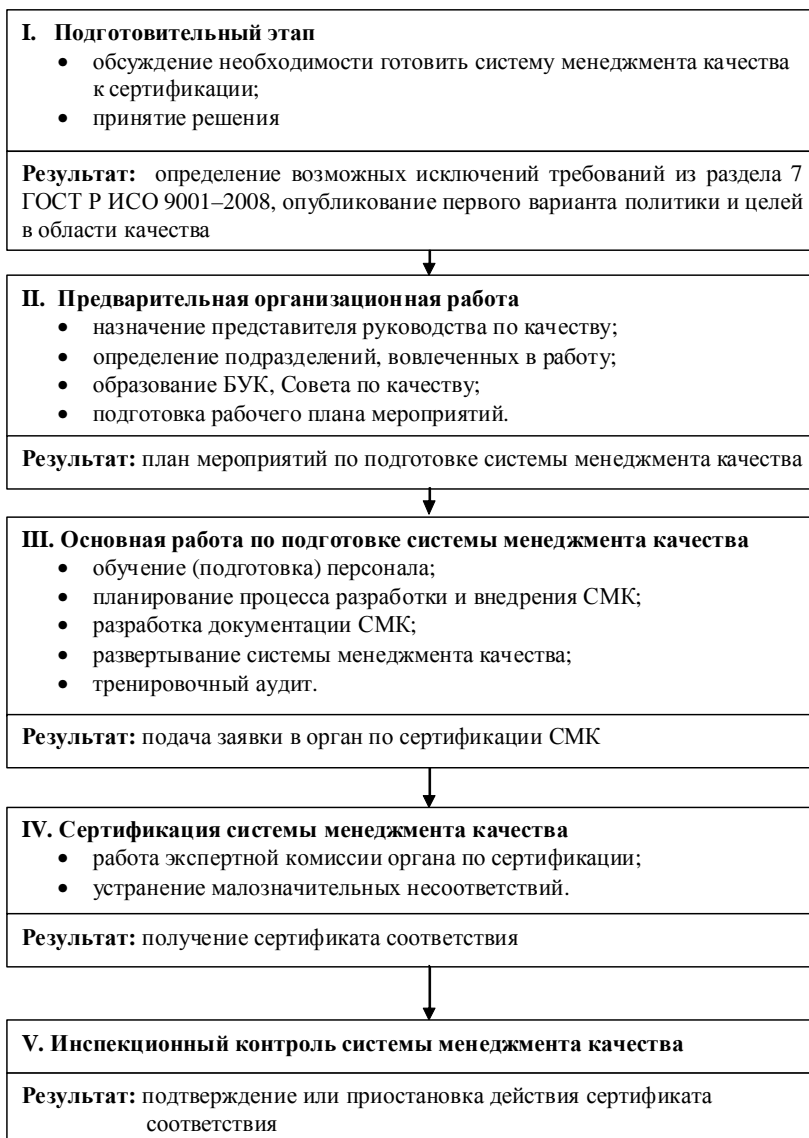 I. Подготовительный этап
• обсуждение необходимости готовить систему менеджмента качества
к сертификации;
• принятие решения
Результат: определение возможных исключений требований из раздела 7
ГОСТ Р ИСО 9001–2008, опубликование первого варианта политики и целей
в области качества
II. Предварительная организационная работа
• назначение представителя руководства по качеству;
• определение подразделений, вовлеченных в работу;
• образование БУК, Совета по качеству;
• подготовка рабочего плана мероприятий.
Результат: план мероприятий по подготовке системы менеджмента качества
III. Основная работа по подготовке системы менеджмента качества
• обучение (подготовка) персонала;
• планирование процесса разработки и внедрения СМК;
• разработка документации СМК;
• развертывание системы менеджмента качества;
• тренировочный аудит.
Результат: подача заявки в орган по сертификации СМК
IV. Сертификация системы менеджмента качества
• работа экспертной комиссии органа по сертификации;
• устранение малозначительных несоответствий.
Результат: получение сертификата соответствия
V. Инспекционный контроль системы менеджмента качества
Результат: подтверждение или приостановка действия сертификата
соответствия